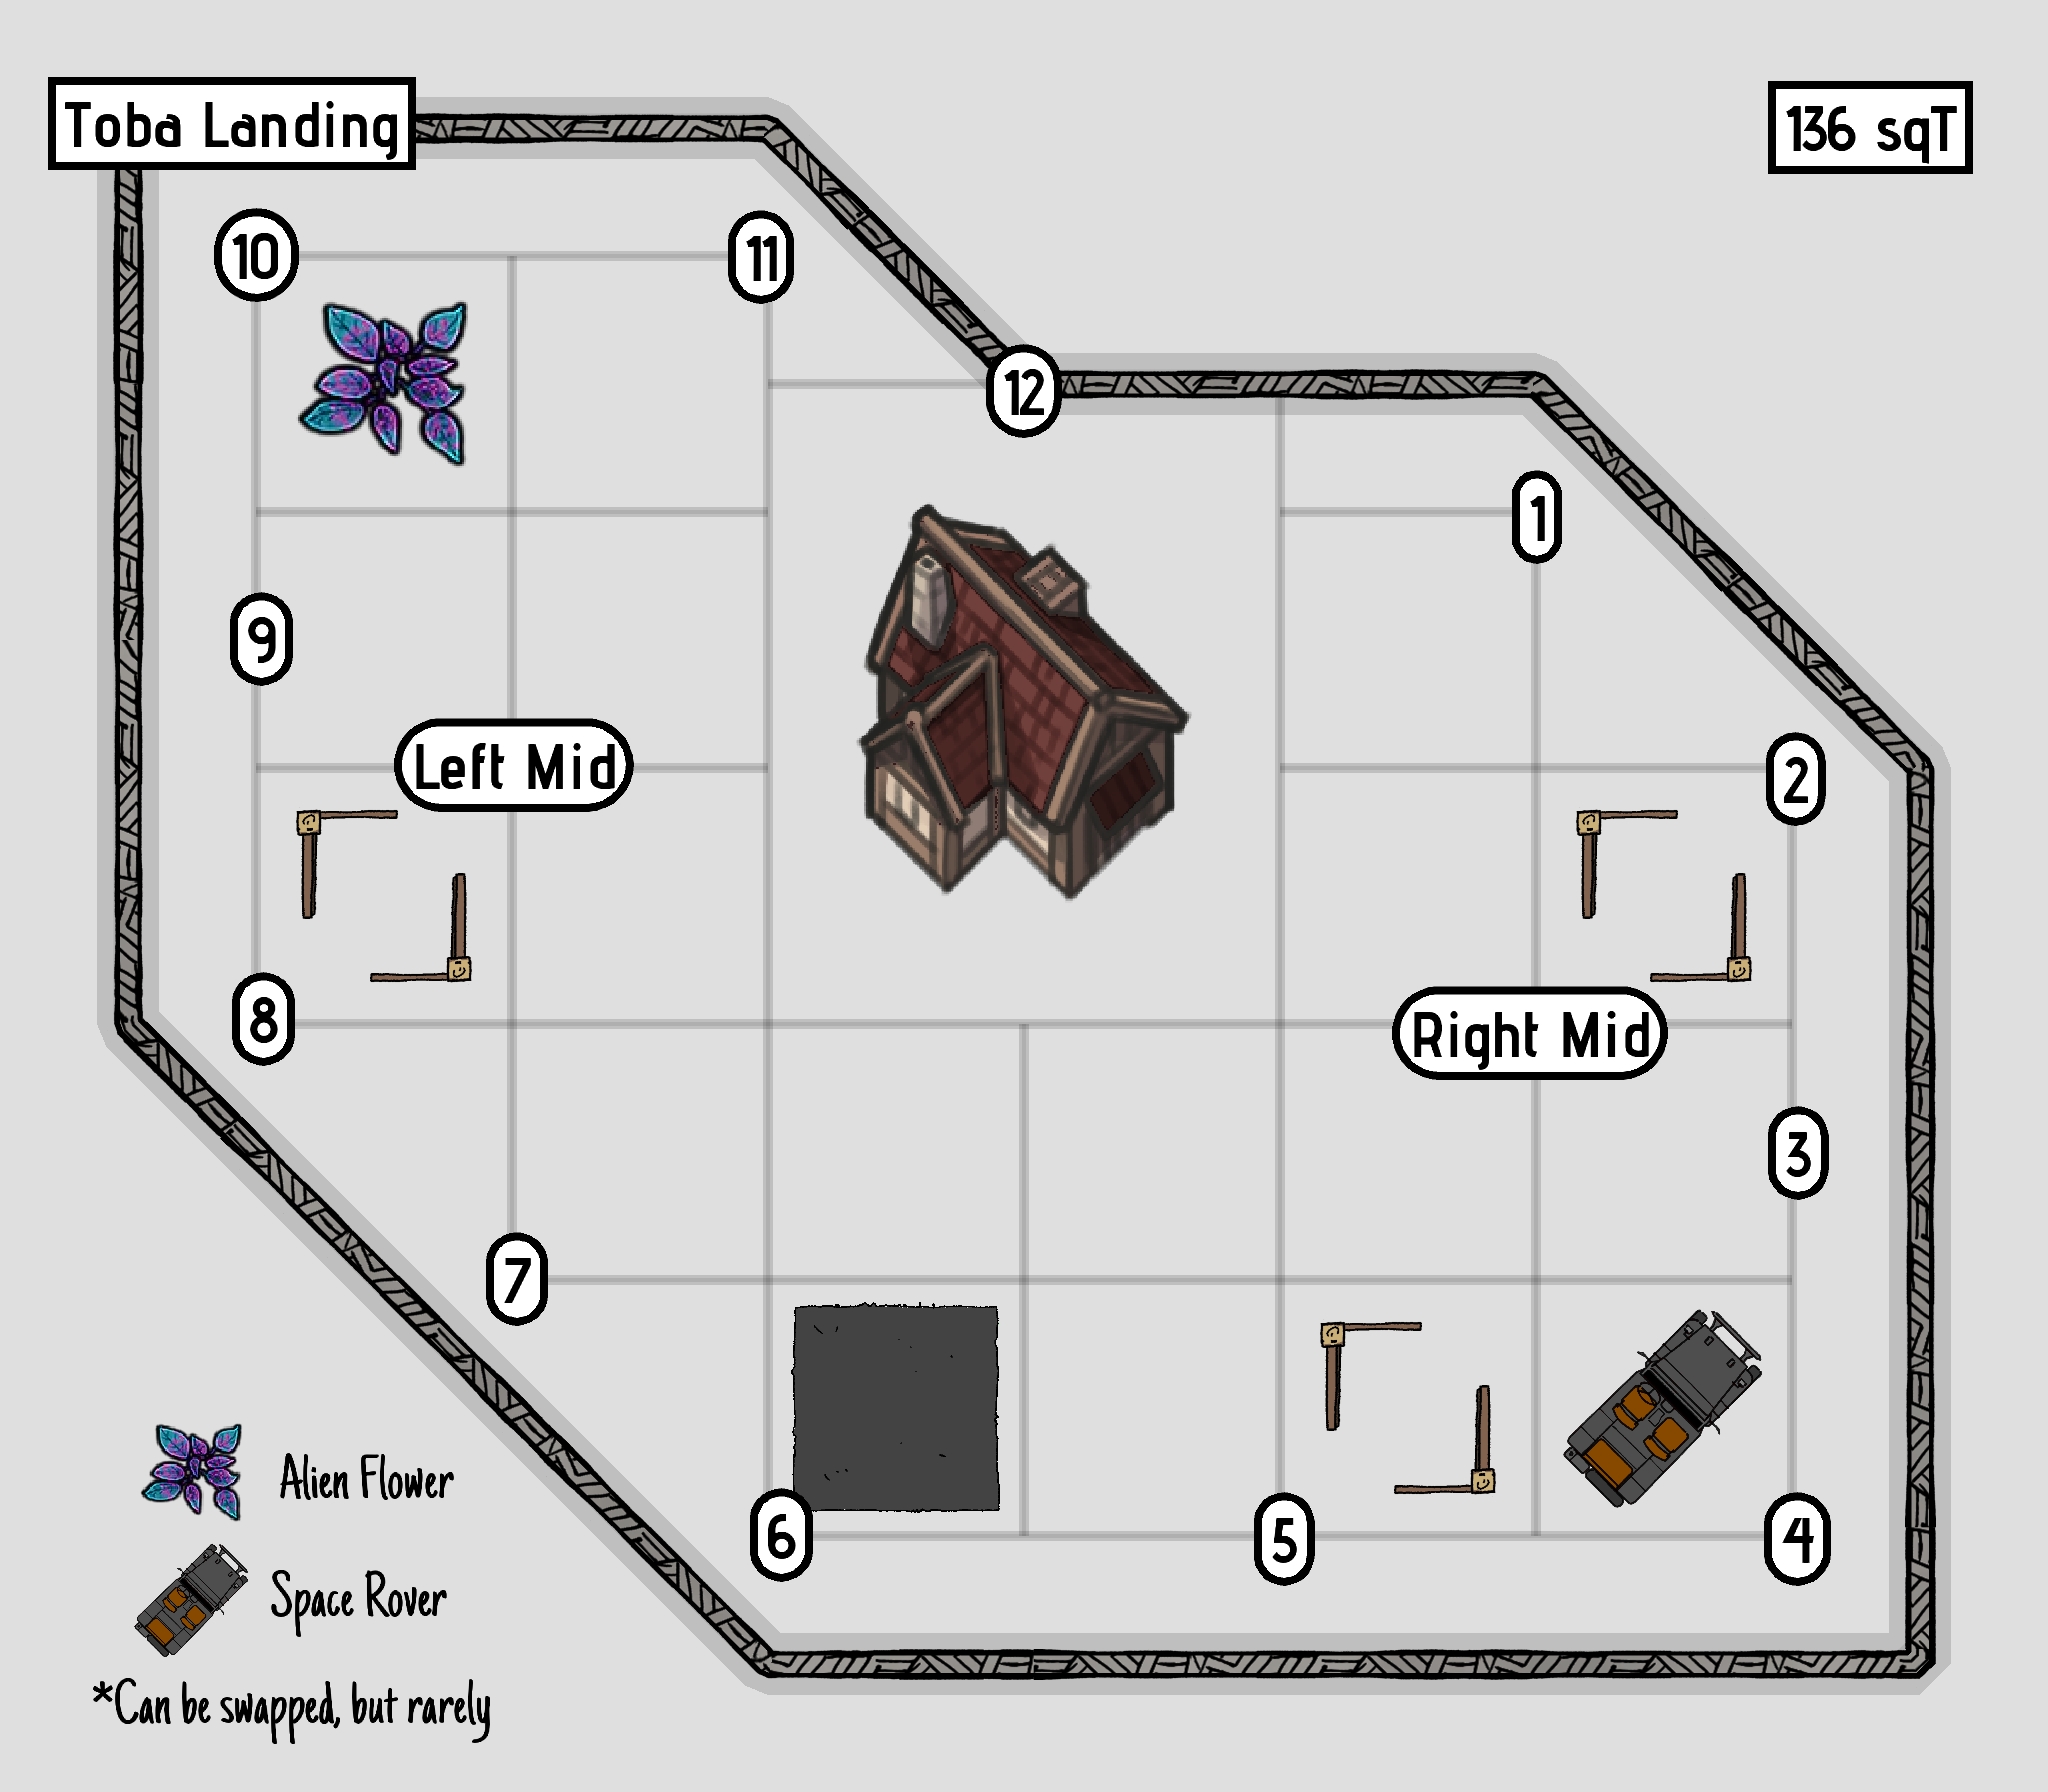 Toba Landing
136 sqT
10
11
12
1
9
Left Mid
2
8
Right Mid
3
7
6
5
4
Alien Flower
Space Rover
*Can be swapped, but rarely